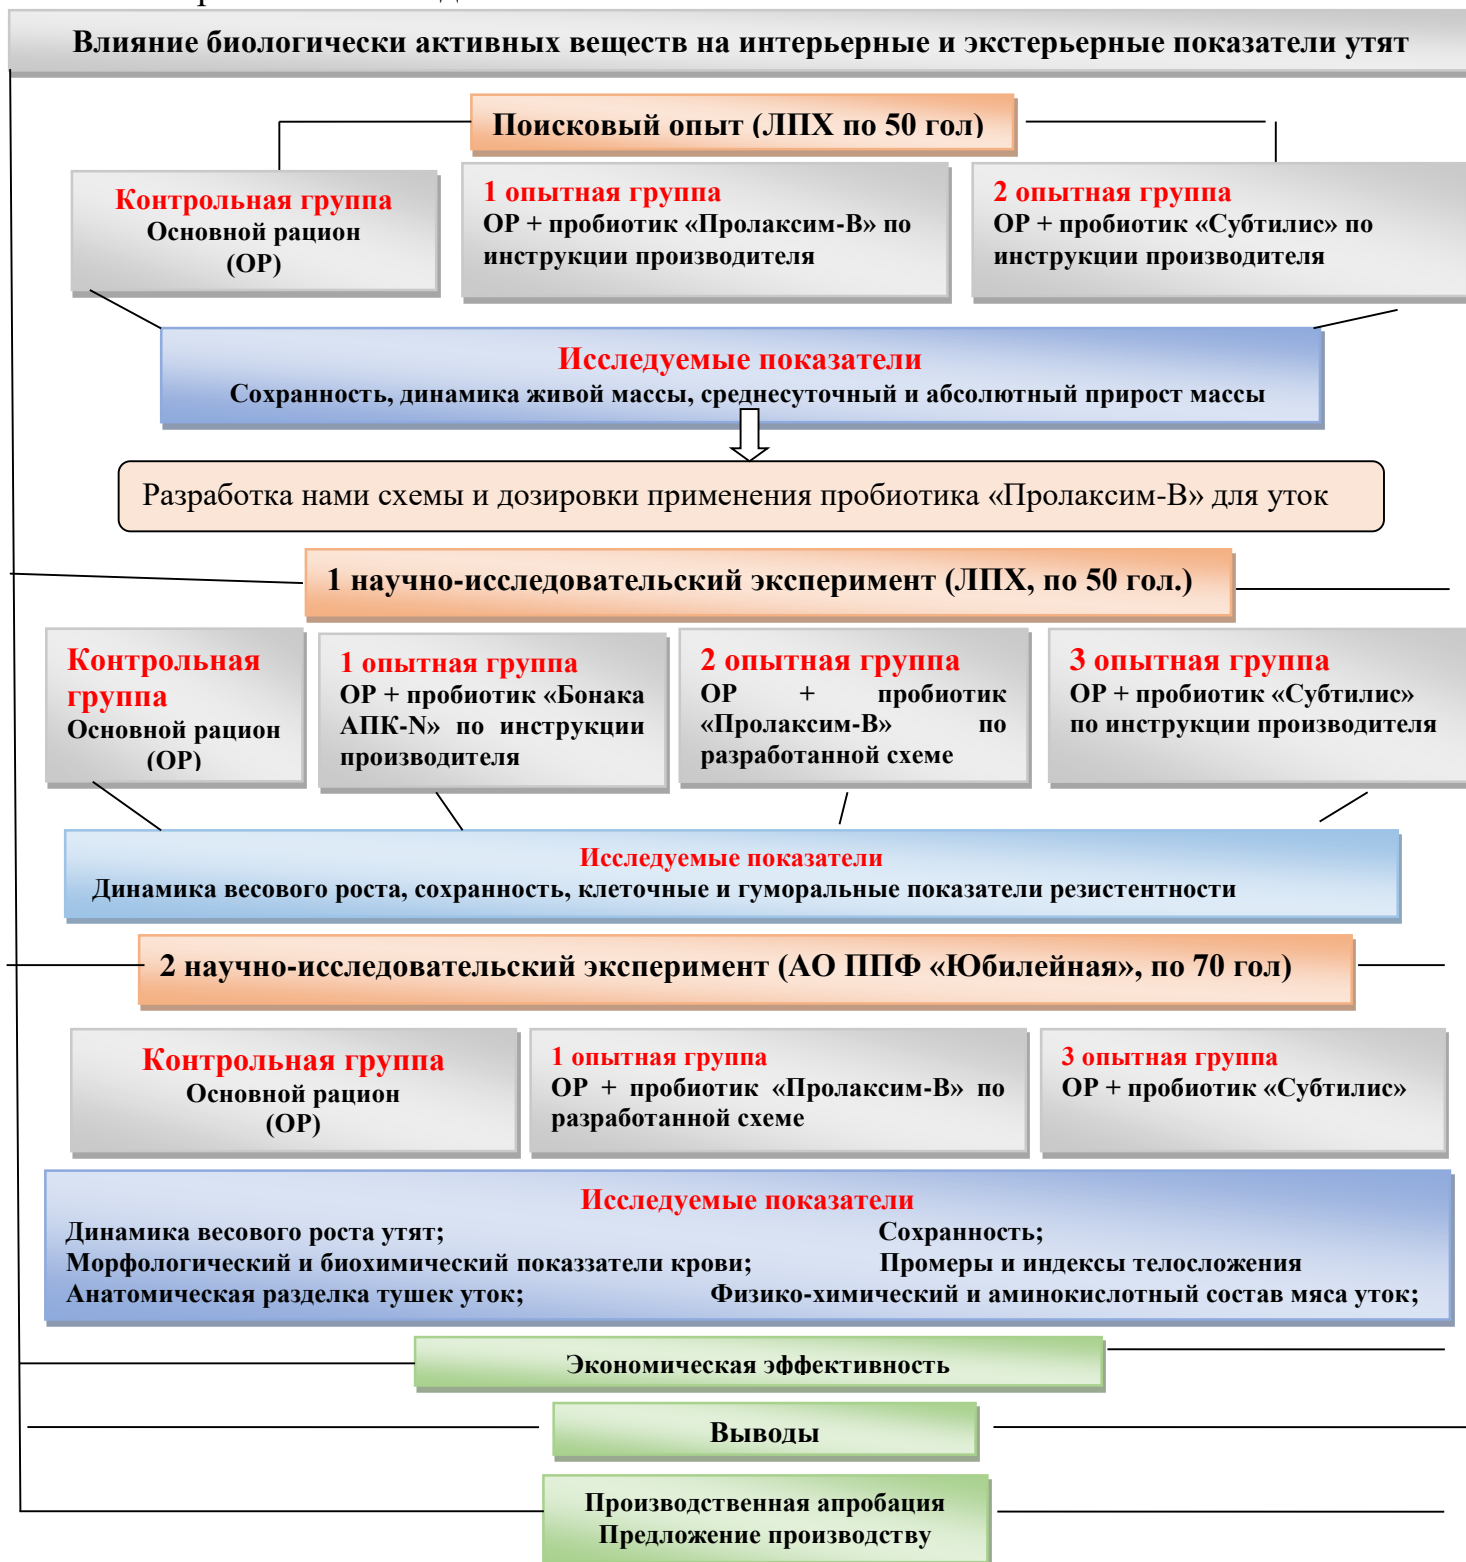 Влияние биологически активных веществ на интерьерные и экстерьерные показатели утят
Поисковый опыт (ЛПХ по 50 гол)
Контрольная группа
Основной рацион
(ОР)
1 опытная группа
ОР + пробиотик «Пролаксим-В» по
инструкции производителя
2 опытная группа
ОР + пробиотик «Субтилис» по
инструкции производителя
Исследуемые показатели
Сохранность, динамика живой массы, среднесуточный и абсолютный прирост массы
Разработка нами схемы и дозировки применения пробиотика «Пролаксим-В» для уток
1 научно-исследовательский эксперимент (ЛПХ, по 50 гол.)
Контрольная
группа
Основной рацион
(ОР)
1 опытная группа
ОР + пробиотик «Бонака
АПК-N» по инструкции
производителя
2 опытная группа
ОР + пробиотик
«Пролаксим-В» по
разработанной схеме
3 опытная группа
ОР + пробиотик «Субтилис»
по инструкции производителя
Исследуемые показатели
Динамика весового роста, сохранность, клеточные и гуморальные показатели резистентности
2 научно-исследовательский эксперимент (АО ППФ «Юбилейная», по 70 гол)
Контрольная группа
Основной рацион
(ОР)
1 опытная группа
ОР + пробиотик «Пролаксим-В» по
разработанной схеме
3 опытная группа
ОР + пробиотик «Субтилис»
Исследуемые показатели
Динамика весового роста утят; Сохранность;
Морфологический и биохимический показзатели крови; Промеры и индексы телосложения
Анатомическая разделка тушек уток; Физико-химический и аминокислотный состав мяса уток;
Экономическая эффективность
Выводы
Производственная апробация
Предложение производству